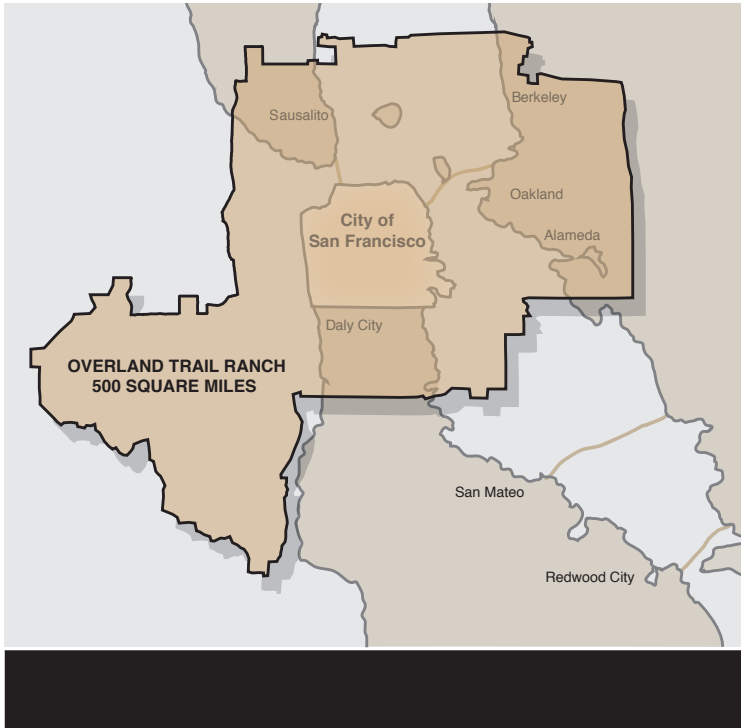 Berkeley
Sausalito
Oakland
City of
San Francisco
Alameda
Daly City
OVERLAND TRAIL RANCH
500 SQUARE MILES
San Mateo
Redwood City